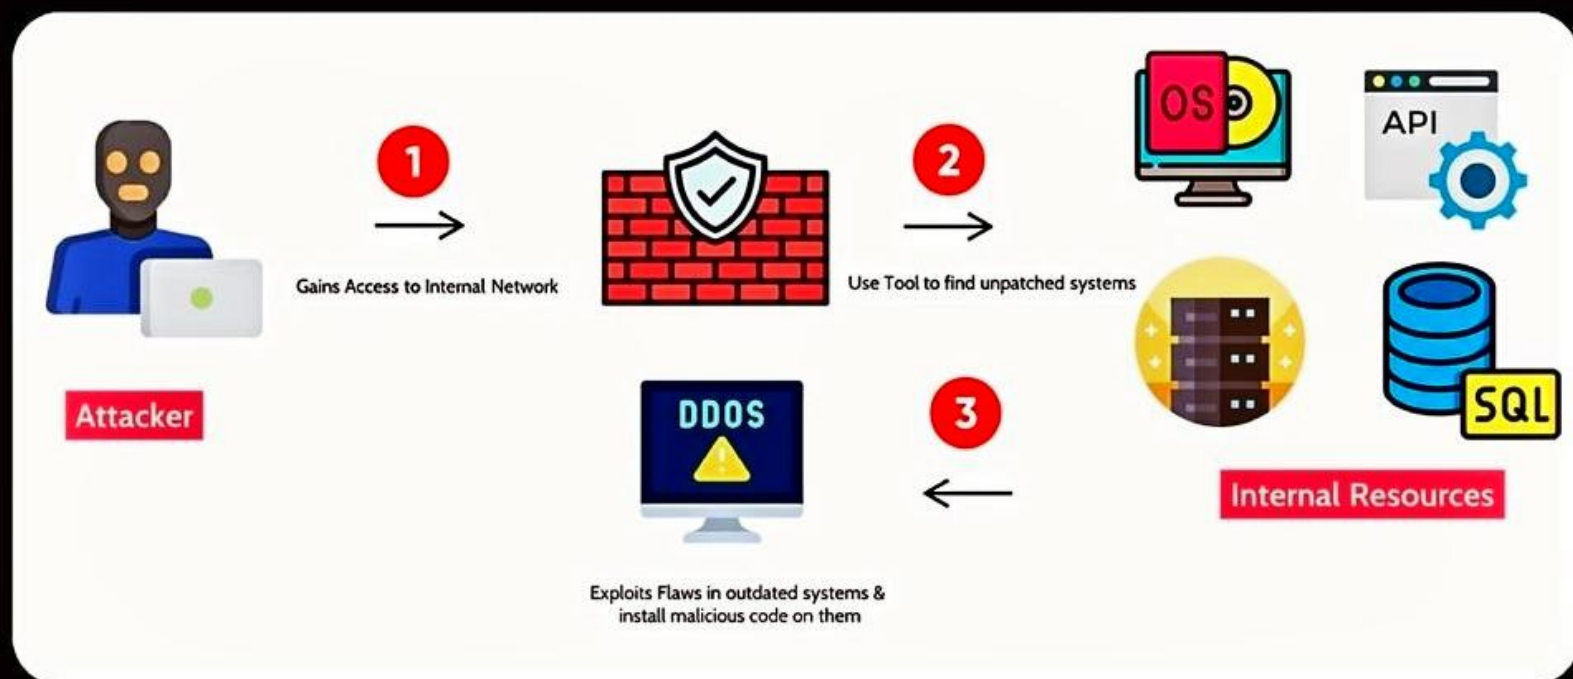 1
Gains Access to Internal Network
2
Use Tool to find unpatched systems
OS
API
SQL
Attacker
Internal Resources
3
DDOS
Exploits Flaws in outdated systems &
install malicious code on them